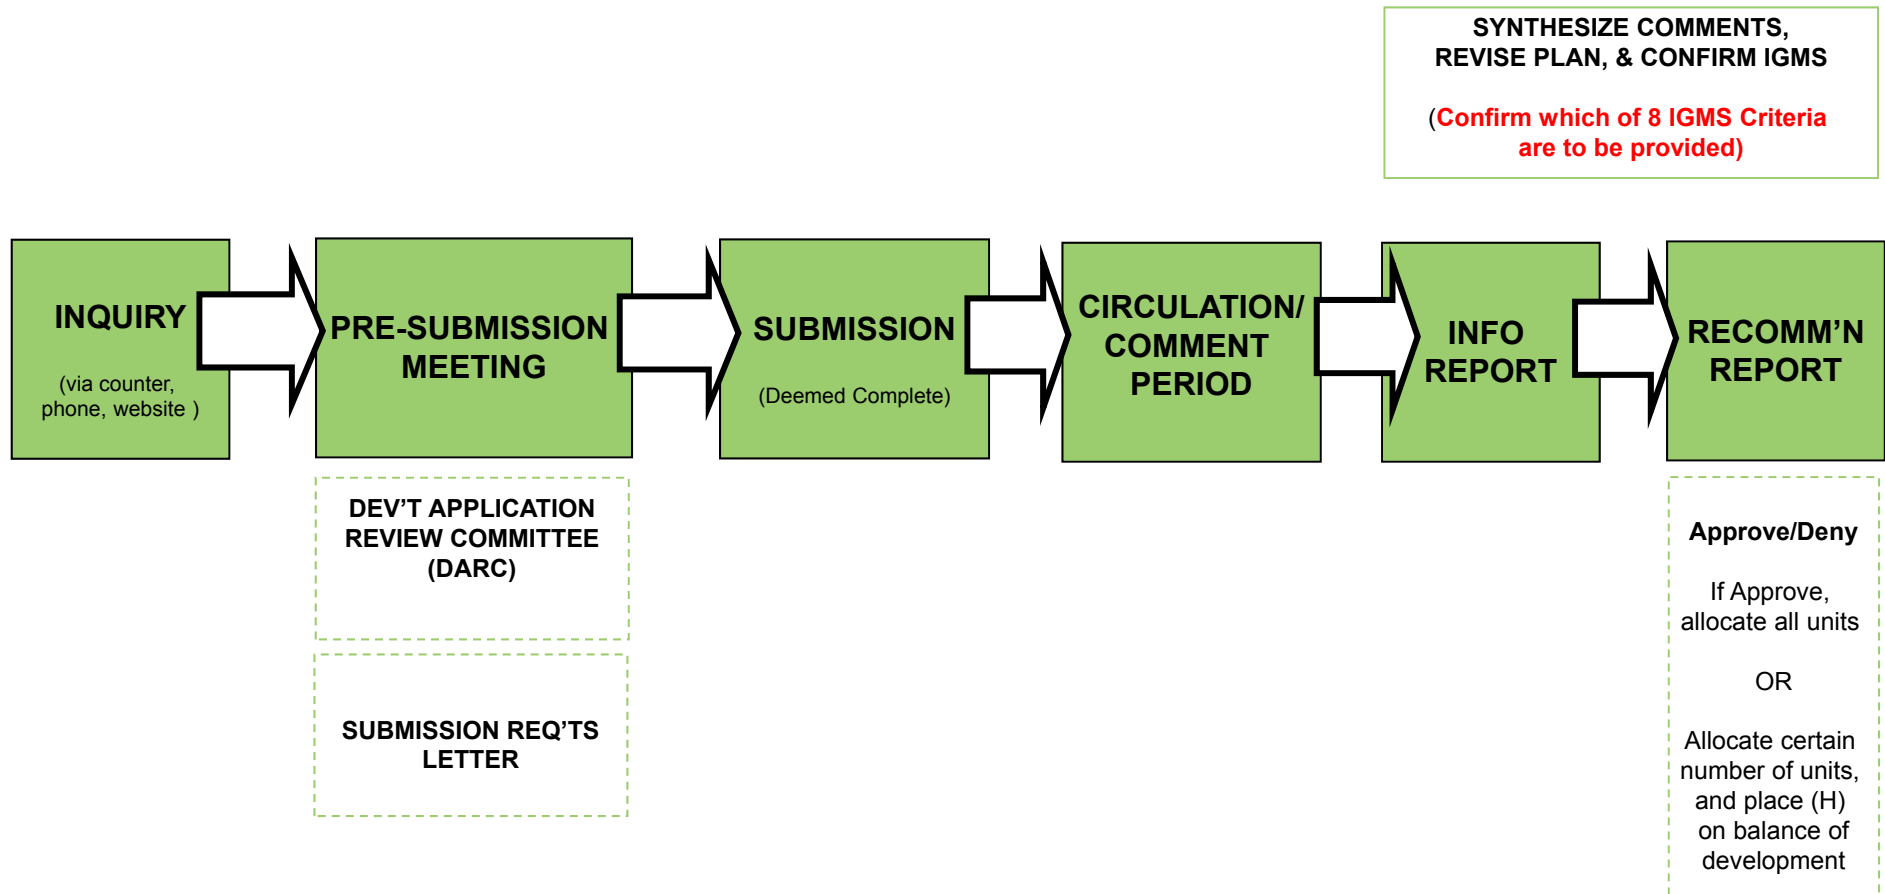 SYNTHESIZE COMMENTS,
REVISE PLAN, & CONFIRM IGMS
(Confirm which of 8 IGMS Criteria
are to be provided)
INQUIRY
(via counter,
phone, website )
PRE-SUBMISSION
MEETING
SUBMISSION
(Deemed Complete)
CIRCULATION/
COMMENT
PERIOD
INFO
REPORT
RECOMM’N
REPORT
DEV’T APPLICATION
REVIEW COMMITTEE
(DARC)
SUBMISSION REQ’TS
LETTER
Approve/Deny
If Approve,
allocate all units
OR
Allocate certain
number of units,
and place (H)
on balance of
development